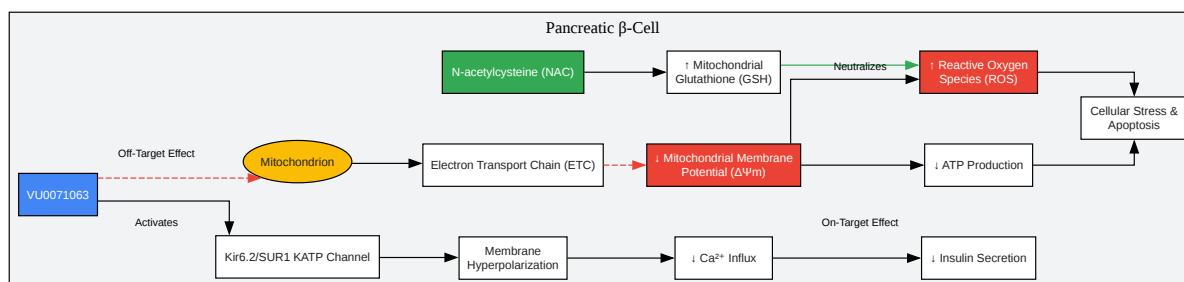 Pancreatic β-Cell
N-acetylcysteine (NAC)
↑ Mitochondrial
Glutathione (GSH)
Neutralizes
↑ Reactive Oxygen
Species (ROS)
Cellular Stress &
Apoptosis
Off-Target Effect
Mitochondrion
Electron Transport Chain (ETC)
↓ Mitochondrial Membrane
Potential (ΔΨm)
↓ ATP Production
VU0071063
Activates
On-Target Effect
Kir6.2/SUR1 KATP Channel
Membrane
Hyperpolarization
↓ Ca²⁺ Influx
↓ Insulin Secretion